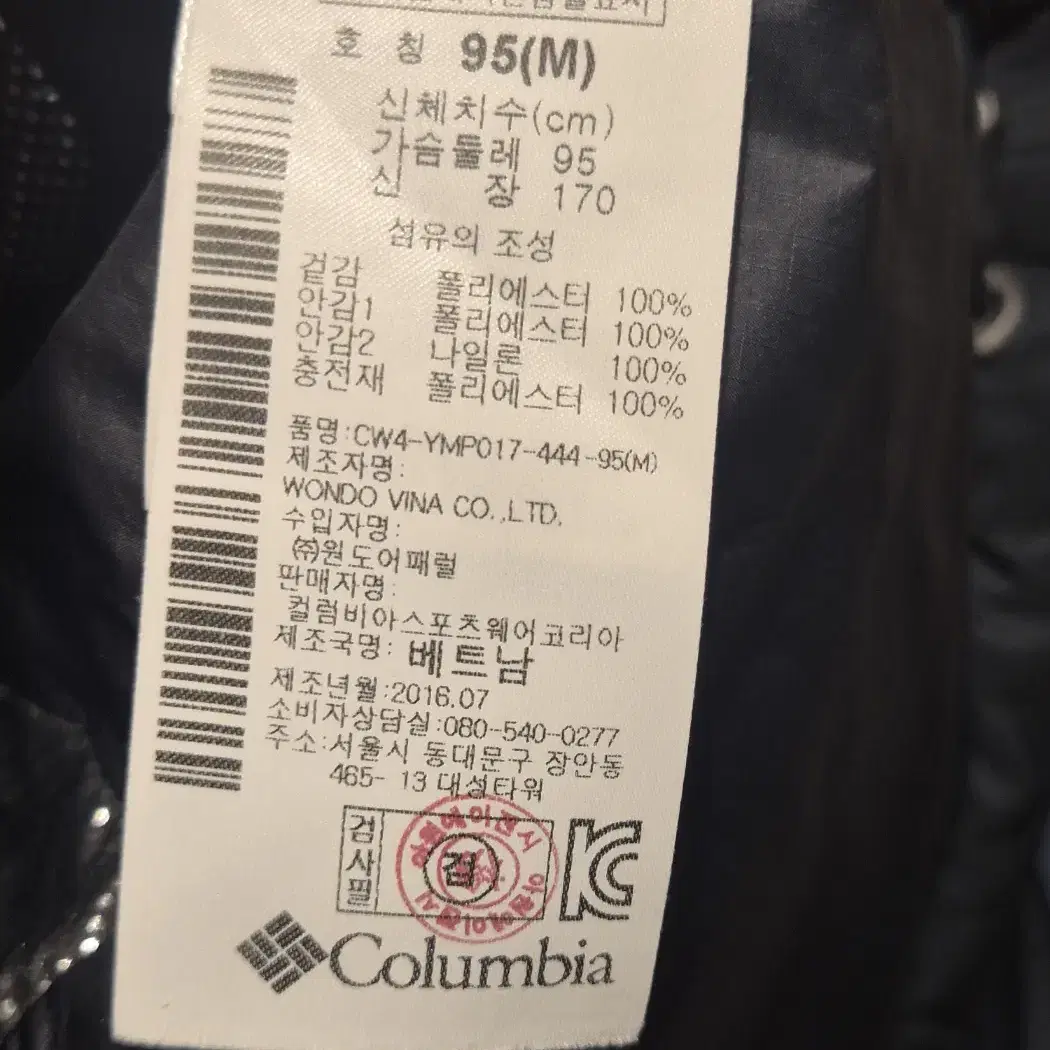 호 칭 95(M)
신체치수(cm)
가슴둘레 95
신 장 170
섬유의 조성
겉감 폴리에스터 100%
안감1 폴리에스터 100%
안감2 나일론 100%
충전재 폴리에스터 100%
품명:CW4-YMP017-444-95(M)
제조자명:
WONDO VINA CO.,LTD.
수입자명:
㈜원도어패럴
판매자명:
컬럼비아스포츠웨어코리아
제조국명: 베트남
제조년월:2016.07
소비자상담실:080-540-0277
주소:서울시 동대문구 장안동
465- 13 대성타워
검사필
검
Columbia